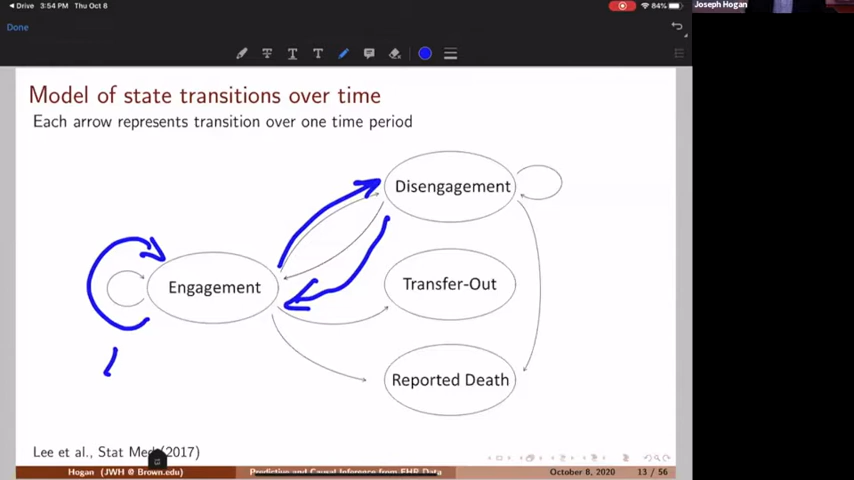 Drive 3:54 PM Thu Oct 8
84%
Joseph Hogan
Done
T T T
Model of state transitions over time
Each arrow represents transition over one time period
Disengagement
Engagement
Transfer-Out
Reported Death
Lee et al., Stat Med (2017)
Hogan (JWH @ Brown.edu) Predictive and Causal Inference from EHR Data October 8, 2020 13 / 56